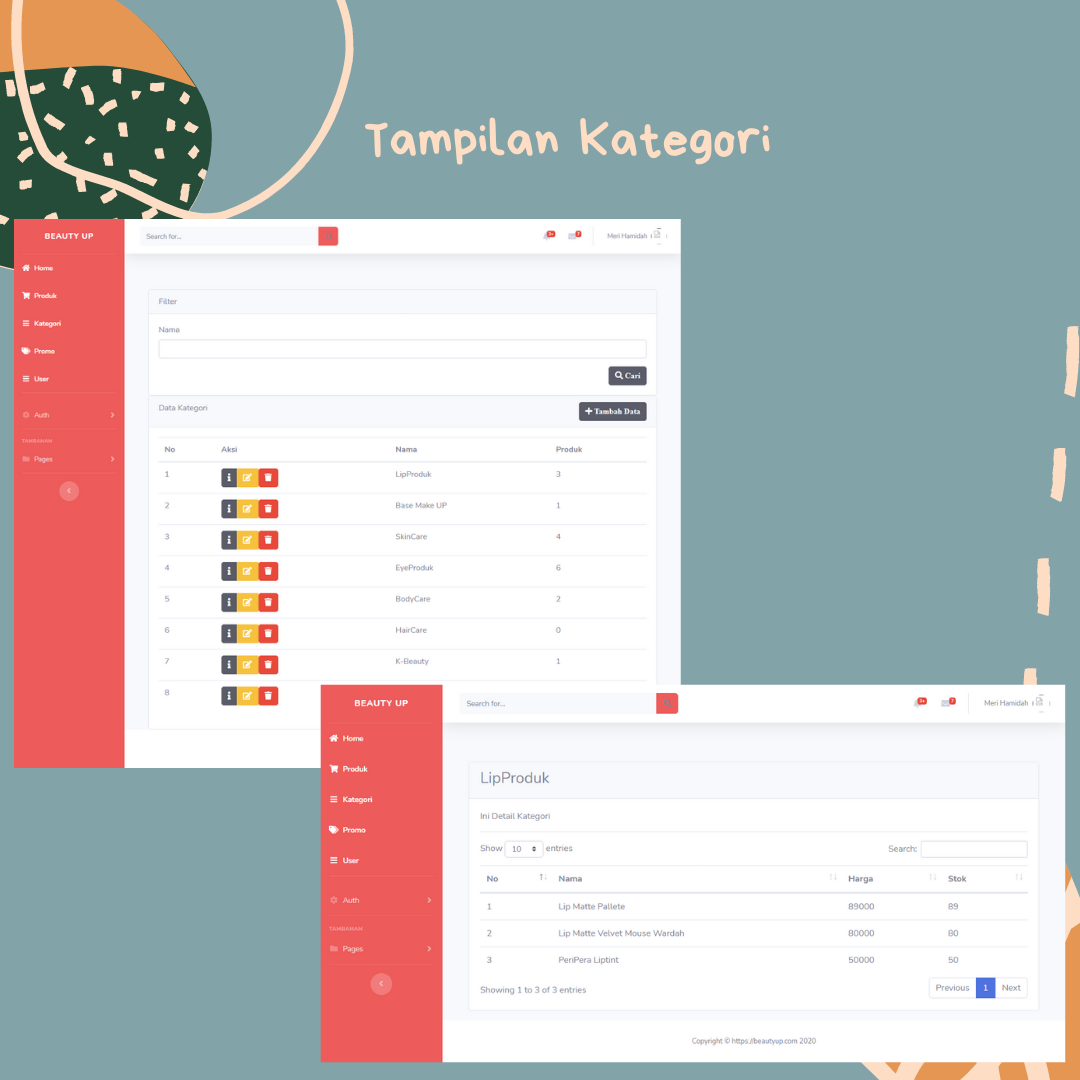 Tampilan Kategori
BEAUTY UP
Home
Produk
Kategori
Promo
User
Auth
TAMBAHAN
Pages
Search for...
3+
7
Meri Hamidah
Filter
Nama
Cari
Data Kategori
Tambah Data
No Aksi Nama Produk
1 LipProduk 3
2 Base Make UP 1
3 SkinCare 4
4 EyeProduk 6
5 BodyCare 2
6 HairCare 0
7 K-Beauty 1
8
BEAUTY UP
Home
Produk
Kategori
Promo
User
Auth
TAMBAHAN
Pages
Search for...
3+
7
Meri Hamidah
LipProduk
Ini Detail Kategori
Show 10 entries
Search:
No Nama Harga Stok
1 Lip Matte Pallete 89000 89
2 Lip Matte Velvet Mouse Wardah 80000 80
3 PeriPera Liptint 50000 50
Showing 1 to 3 of 3 entries
Previous 1 Next
Copyright © https://beautyup.com 2020